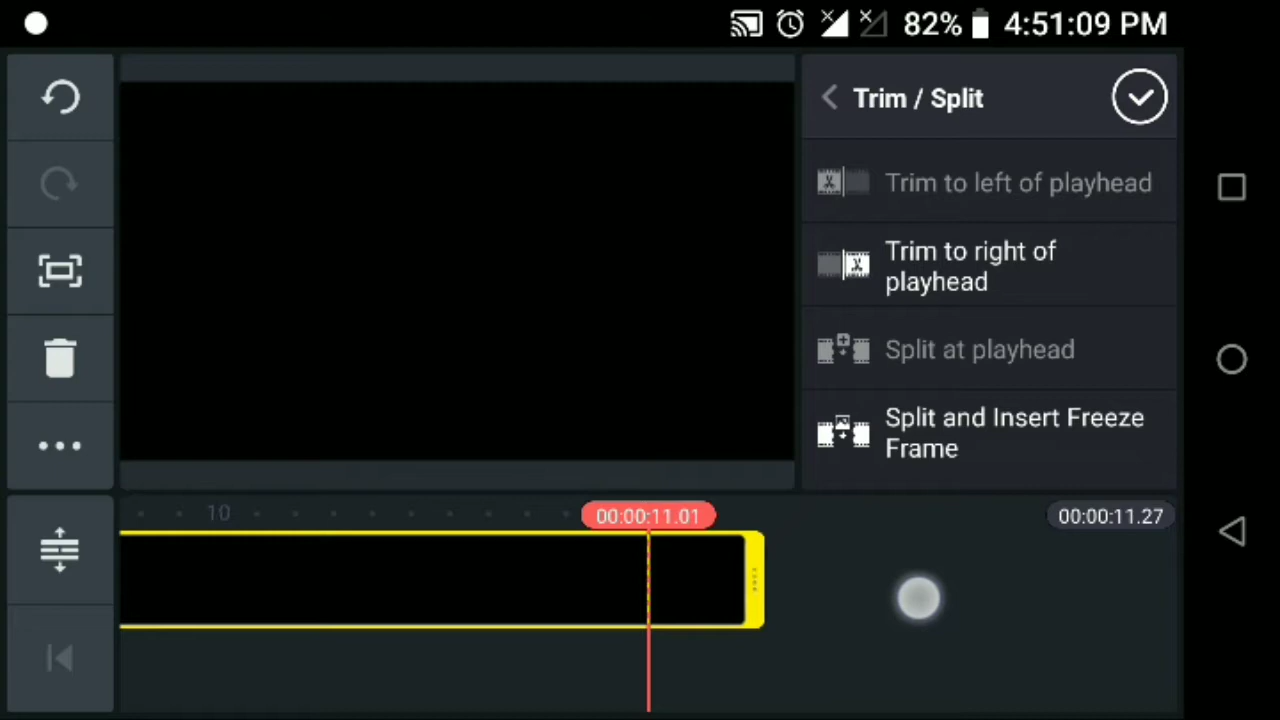 82% 4:51:09 PM
Trim / Split
Trim to left of playhead
Trim to right of
playhead
Split at playhead
Split and Insert Freeze
Frame
10
00:00:11.01
00:00:11.27